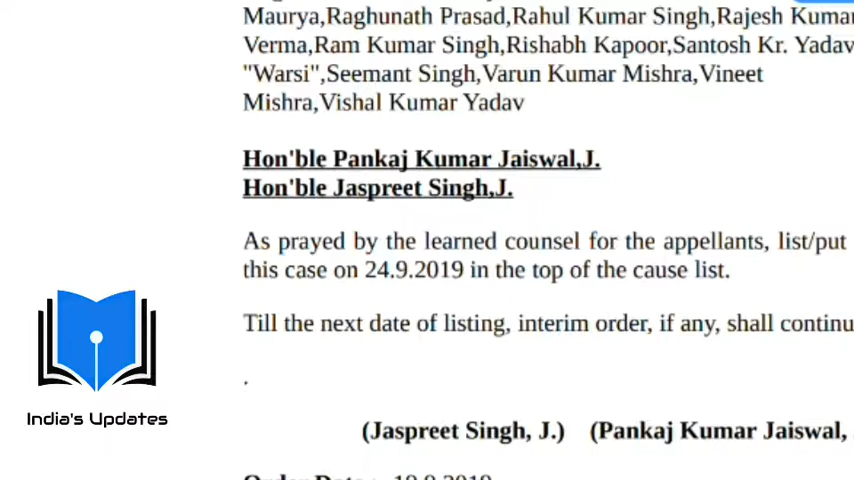 Maurya,Raghunath Prasad,Rahul Kumar Singh,Rajesh Kumar
Verma,Ram Kumar Singh,Rishabh Kapoor,Santosh Kr. Yadav
"Warsi",Seemant Singh,Varun Kumar Mishra,Vineet
Mishra,Vishal Kumar Yadav
Hon'ble Pankaj Kumar Jaiswal,J.
Hon'ble Jaspreet Singh,J.
As prayed by the learned counsel for the appellants, list/put
this case on 24.9.2019 in the top of the cause list.
Till the next date of listing, interim order, if any, shall continu
.
India's Updates
(Jaspreet Singh, J.) (Pankaj Kumar Jaiswal,
Order Date :